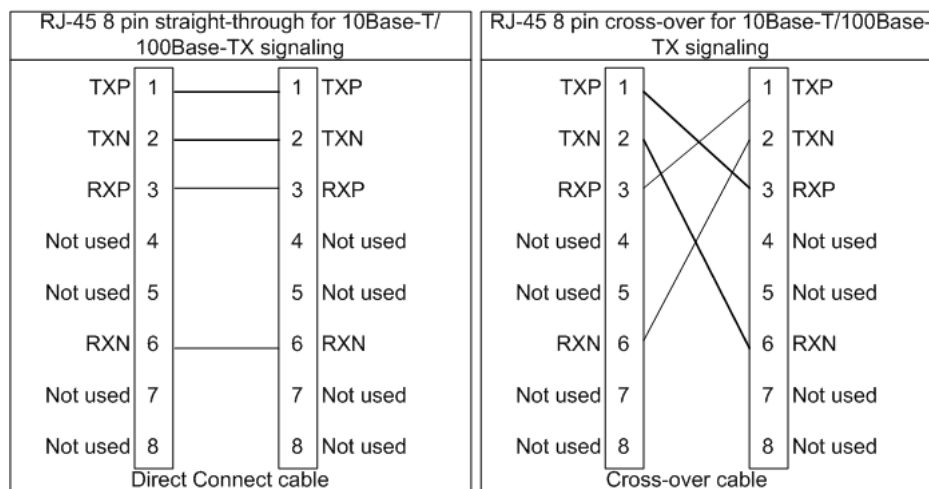 RJ-45 8 pin straight-through for 10Base-T/
100Base-TX signaling
TXP 1 1 TXP
TXN 2 2 TXN
RXP 3 3 RXP
Not used 4 4 Not used
Not used 5 5 Not used
RXN 6 6 RXN
Not used 7 7 Not used
Not used 8 8 Not used
Direct Connect cable
RJ-45 8 pin cross-over for 10Base-T/100Base-
TX signaling
TXP 1 1 TXP
TXN 2 2 TXN
RXP 3 3 RXP
Not used 4 4 Not used
Not used 5 5 Not used
RXN 6 6 RXN
Not used 7 7 Not used
Not used 8 8 Not used
Cross-over cable